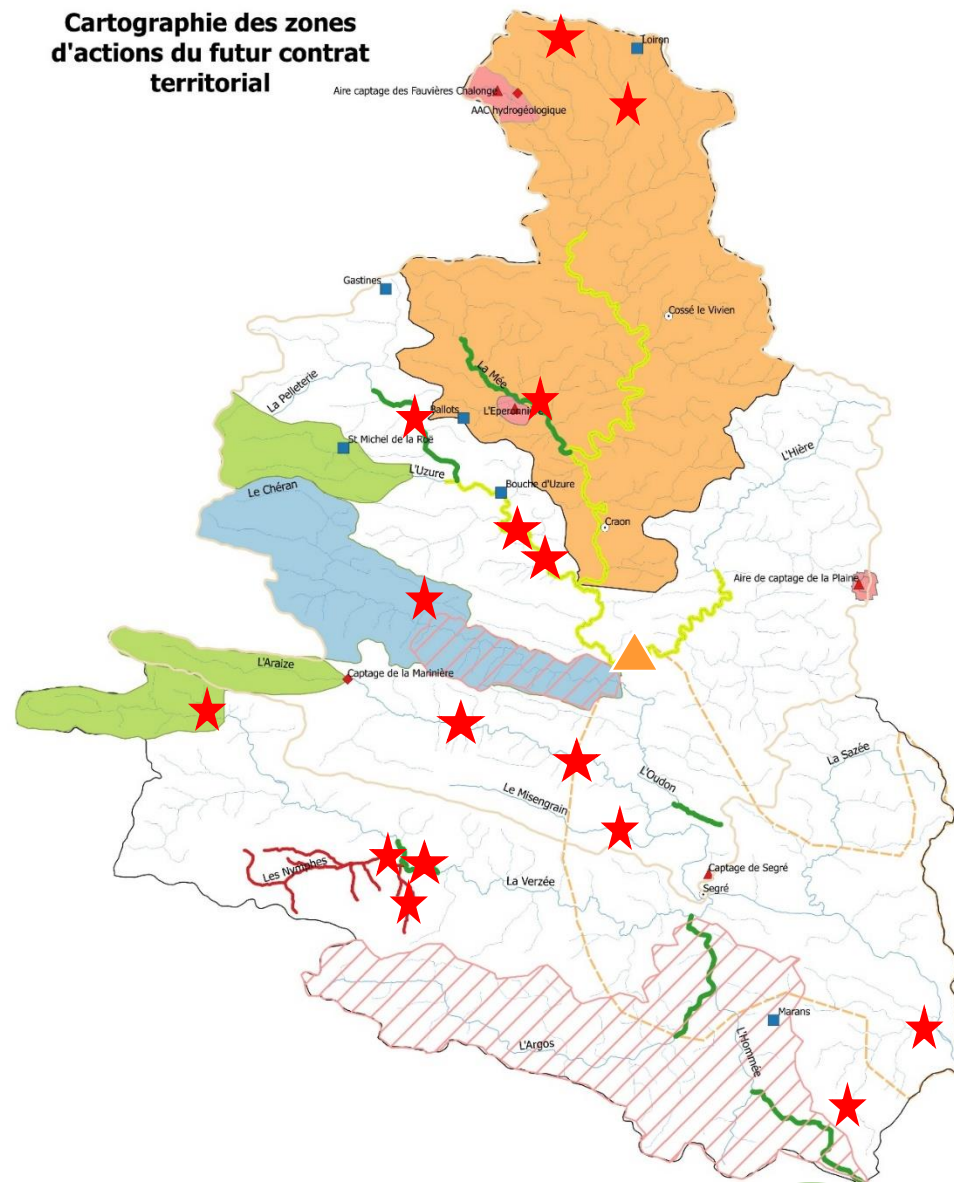 Cartographie des zones
d'actions du futur contrat
territorial
Loiron
Aire captage des Fauvières Chalonge
AAC hydrogéologique
Gastines
Cossé le Vivien
La Mée
La Pelleterie
Ballots
St Michel de la Roë
L'Hière
L'Uzure
Le Chéran
Bouche d'Uzure
Craon
Aire de captage de la Plaine
L'Araize
Captage de la Marinière
La Sazée
L'Oudon
Le Misengrain
Les Nymphes
Captage de Segré
La Verzée
Segré
Marans
L'Argos
L'Hommée